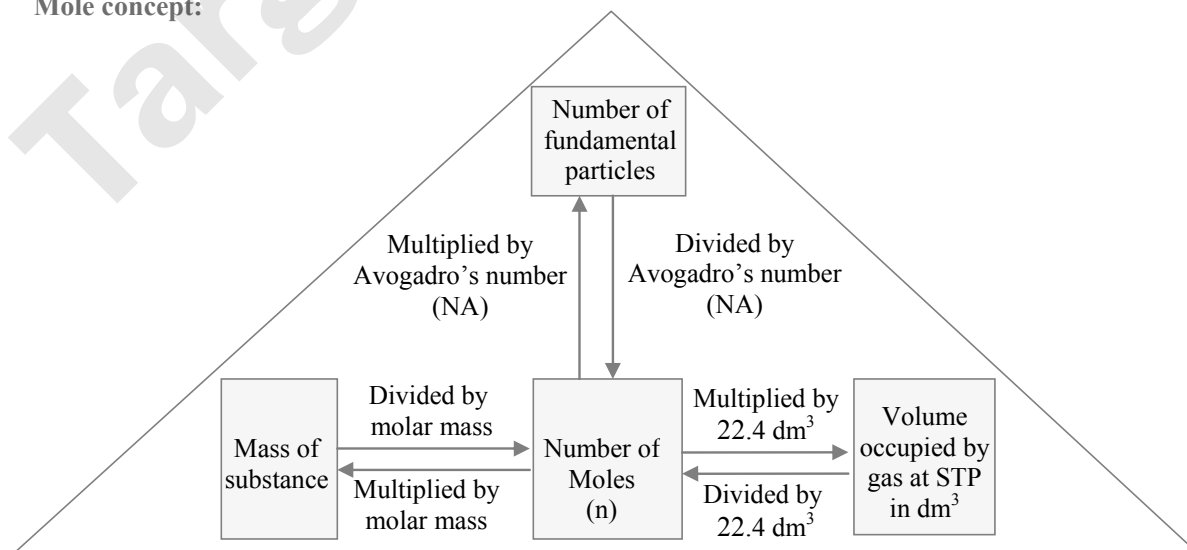 Mole concept:
Targ
Number of
fundamental
particles
Multiplied by
Avogadro’s number
(NA)
Divided by
Avogadro’s number
(NA)
Mass of
substance
Divided by
molar mass
Multiplied by
molar mass
Number of
Moles
(n)
Multiplied by
22.4 dm³
Divided by
22.4 dm³
Volume
occupied by
gas at STP
in dm³